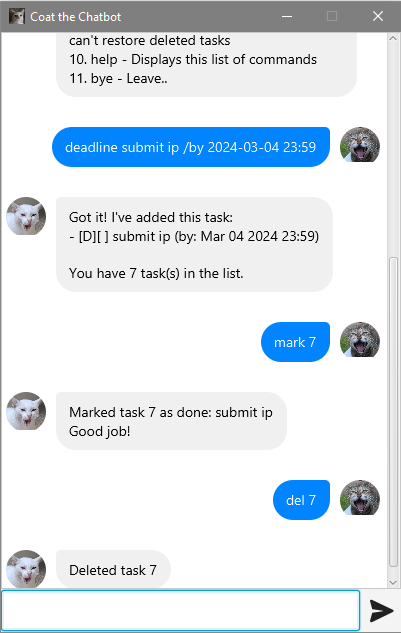 Coat the Chatbot
can't restore deleted tasks
10. help - Displays this list of commands
11. bye - Leave..
deadline submit ip /by 2024-03-04 23:59
Got it! I've added this task:
- [D][ ] submit ip (by: Mar 04 2024 23:59)
You have 7 task(s) in the list.
mark 7
Marked task 7 as done: submit ip
Good job!
del 7
Deleted task 7